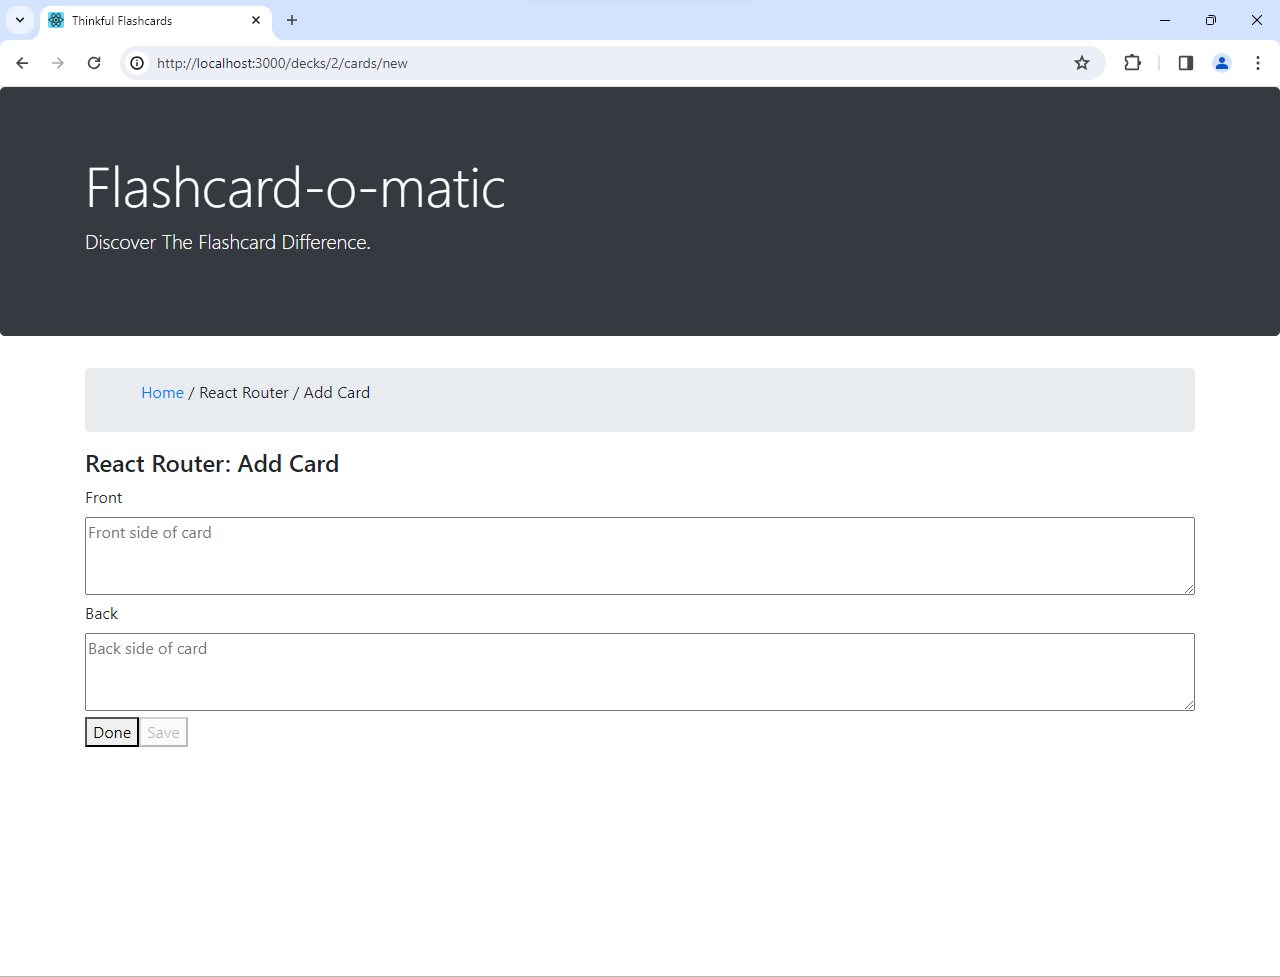 Thinkful Flashcards
http://localhost:3000/decks/2/cards/new
Flashcard-o-matic
Discover The Flashcard Difference.
Home / React Router / Add Card
React Router: Add Card
Front
Front side of card
Back
Back side of card
Done Save